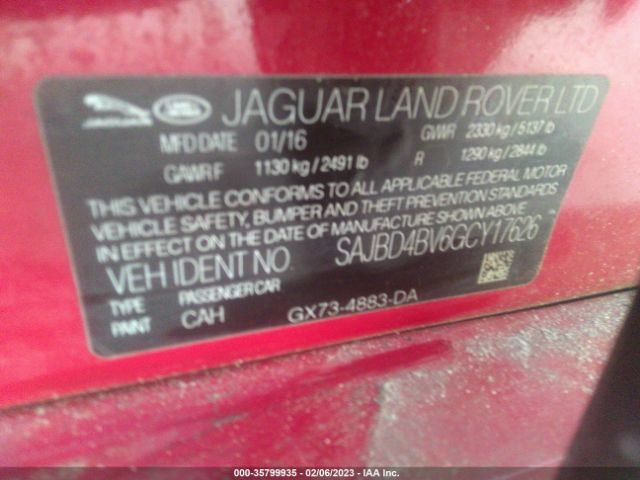 JAGUAR LAND ROVER LTD
MFD DATE 01/16 GVWR 2330 kg / 5137 lb
GAWR F 1130 kg / 2491 lb R 1290 kg / 2844 lb
THIS VEHICLE CONFORMS TO ALL APPLICABLE FEDERAL MOTOR
VEHICLE SAFETY, BUMPER AND THEFT PREVENTION STANDARDS
IN EFFECT ON THE DATE OF MANUFACTURE SHOWN ABOVE
VEH IDENT NO SAJBD4BV6GCY17626
TYPE PASSENGER CAR
PAINT CAH GX73-4883-DA
000-35799935 - 02/06/2023 - IAA Inc.